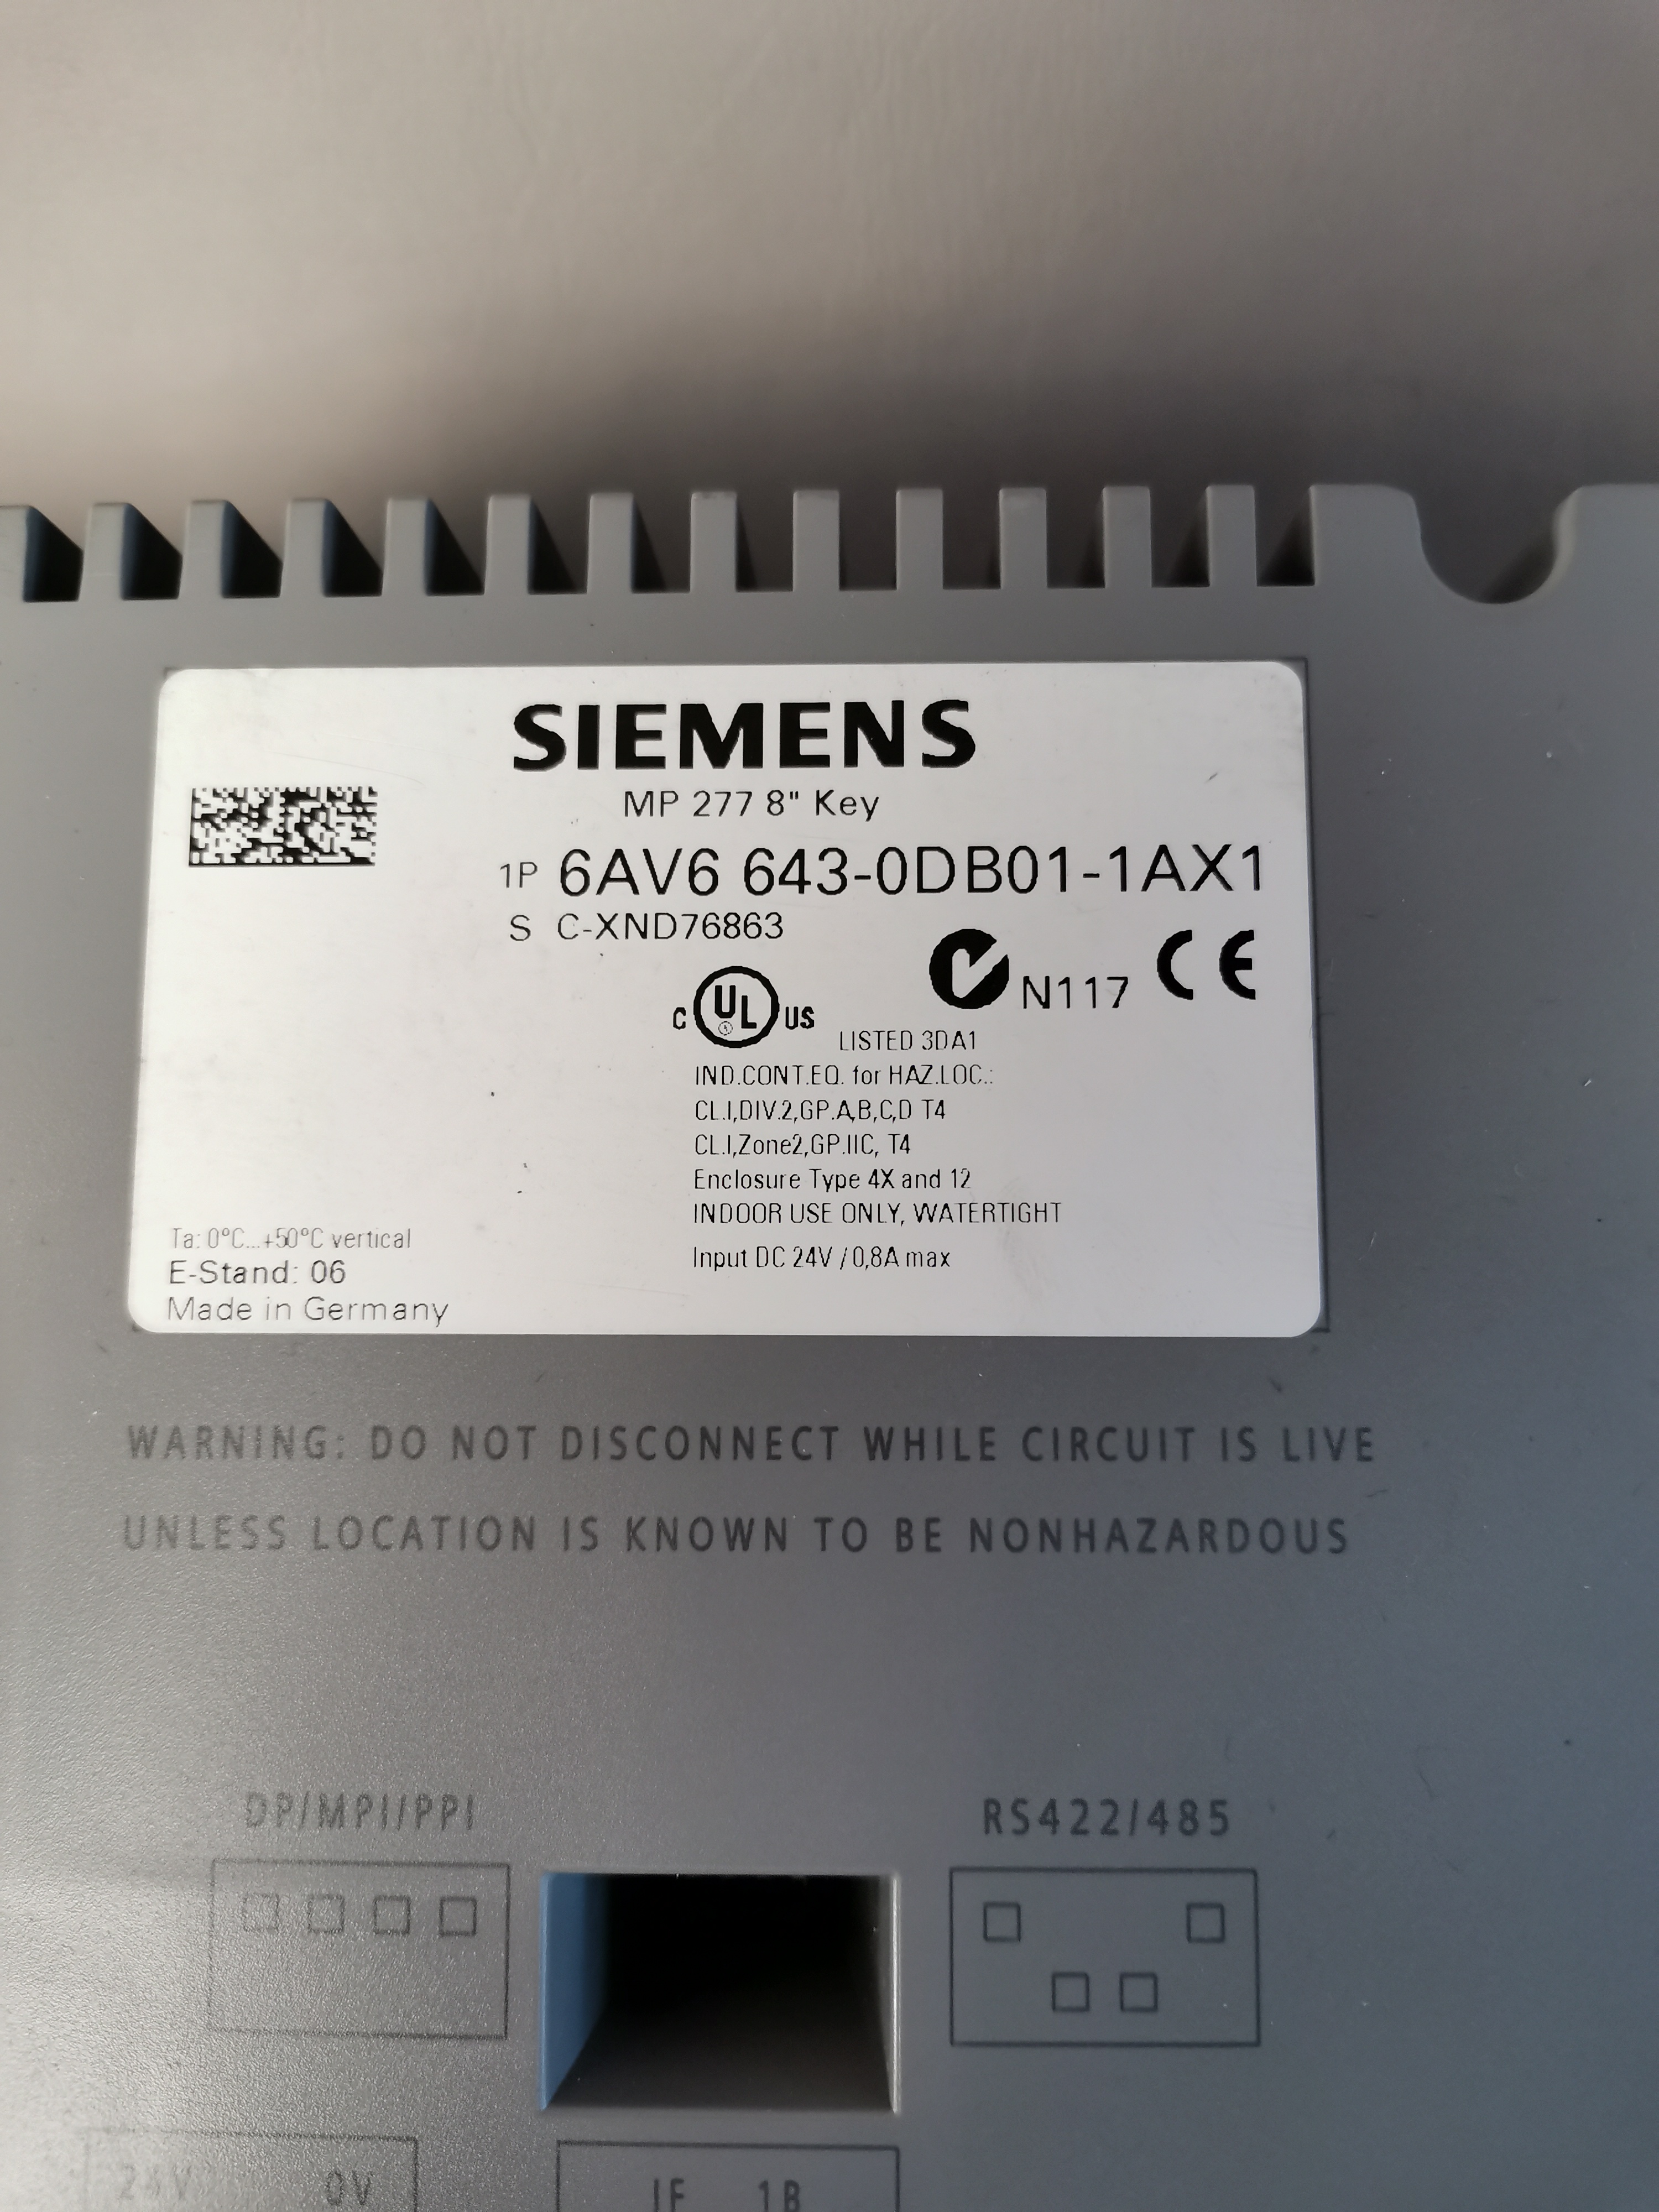 SIEMENS
MP 277 8" Key
1P 6AV6 643-0DB01-1AX1
S C-XND76863
N117 CE
C UL US
LISTED 3DA1
IND.CONT.EQ. for HAZ.LOC.:
CL.I,DIV.2,GP.A,B,C,D T4
CL.I,Zone2,GP.IIC, T4
Enclosure Type 4X and 12
INDOOR USE ONLY, WATERTIGHT
Input DC 24V / 0,8A max
Ta: 0°C...+50°C vertical
E-Stand: 06
Made in Germany
WARNING: DO NOT DISCONNECT WHILE CIRCUIT IS LIVE
UNLESS LOCATION IS KNOWN TO BE NONHAZARDOUS
DP/MPI/PPI
RS422/485
24V 0V
IF 1B